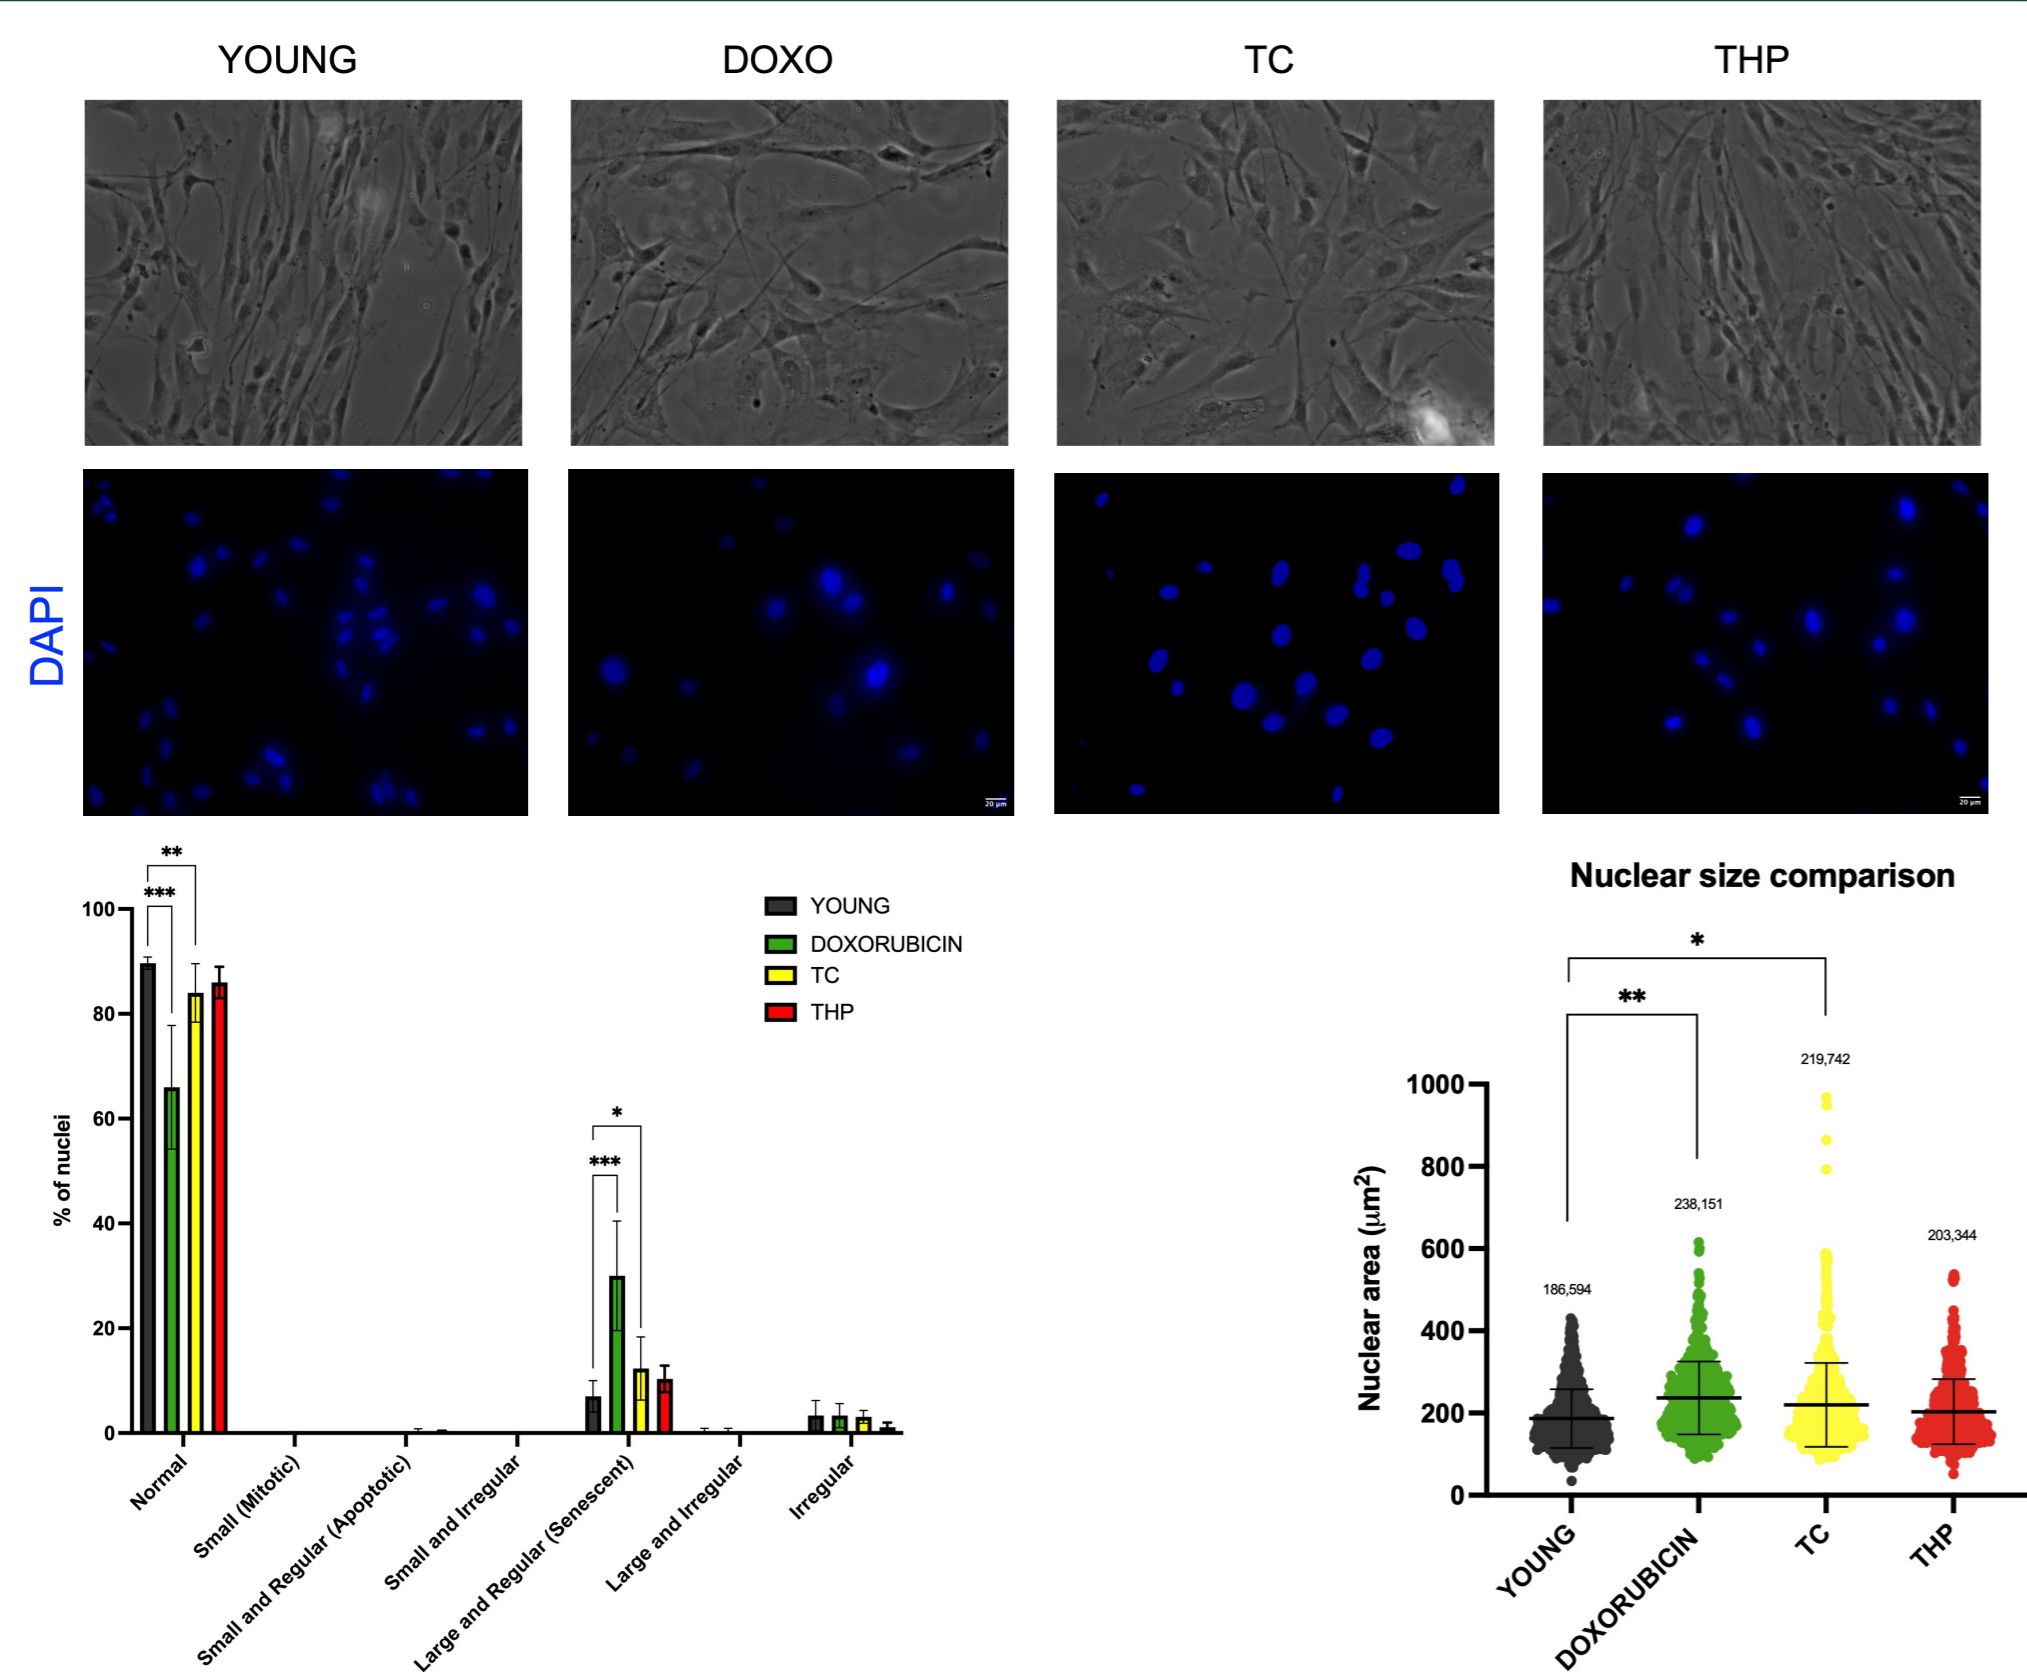 YOUNG
DOXO
TC
THP
DAPI
20 µm
20 µm
**
***
100
80
60
40
20
0
% of nuclei
*
***
YOUNG
DOXORUBICIN
TC
THP
Normal
Small (Mitotic)
Small and Regular (Apoptotic)
Small and Irregular
Large and Regular (Senescent)
Large and Irregular
Irregular
Nuclear size comparison
*
**
1000
800
600
400
200
0
Nuclear area (µm²)
186,594
238,151
219,742
203,344
YOUNG
DOXORUBICIN
TC
THP